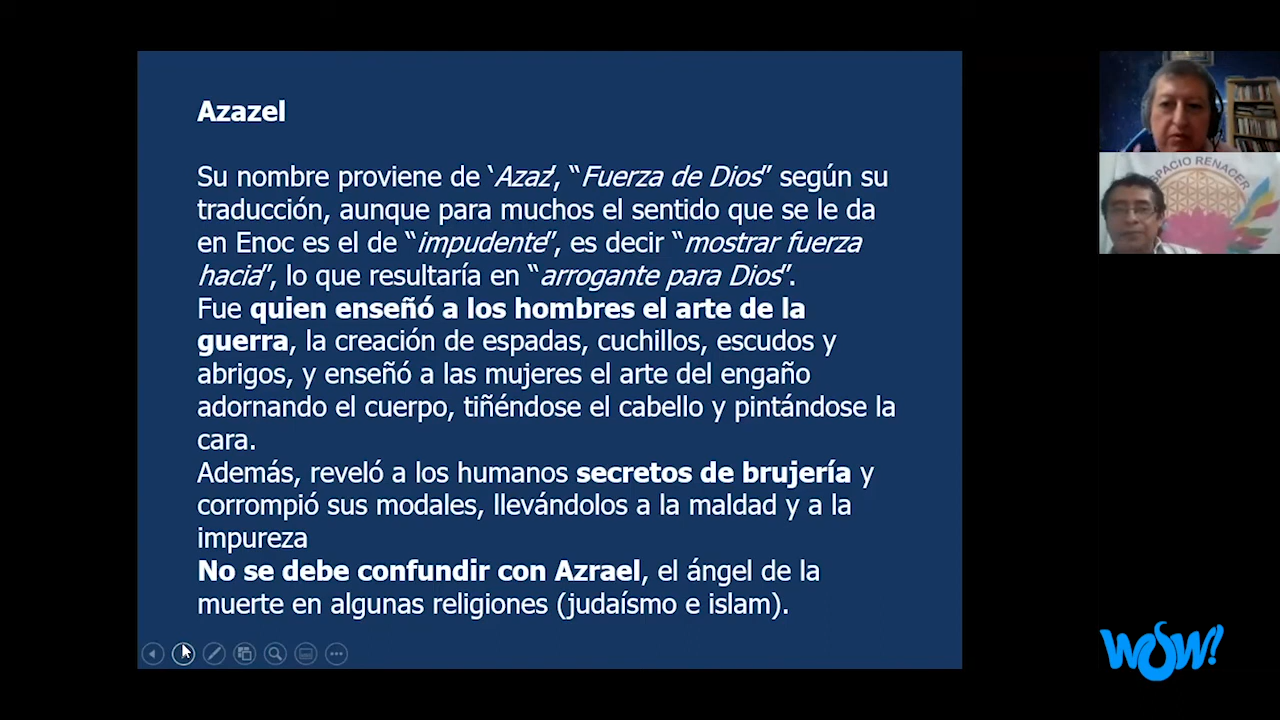 Azazel
Su nombre proviene de ‘Azaz’, “Fuerza de Dios” según su
traducción, aunque para muchos el sentido que se le da
en Enoc es el de “impudente”, es decir “mostrar fuerza
hacia”, lo que resultaría en “arrogante para Dios”.
Fue quien enseñó a los hombres el arte de la
guerra, la creación de espadas, cuchillos, escudos y
abrigos, y enseñó a las mujeres el arte del engaño
adornando el cuerpo, tiñéndose el cabello y pintándose la
cara.
Además, reveló a los humanos secretos de brujería y
corrompió sus modales, llevándolos a la maldad y a la
impureza
No se debe confundir con Azrael, el ángel de la
muerte en algunas religiones (judaísmo e islam).
SPACIO RENACER
WOW!